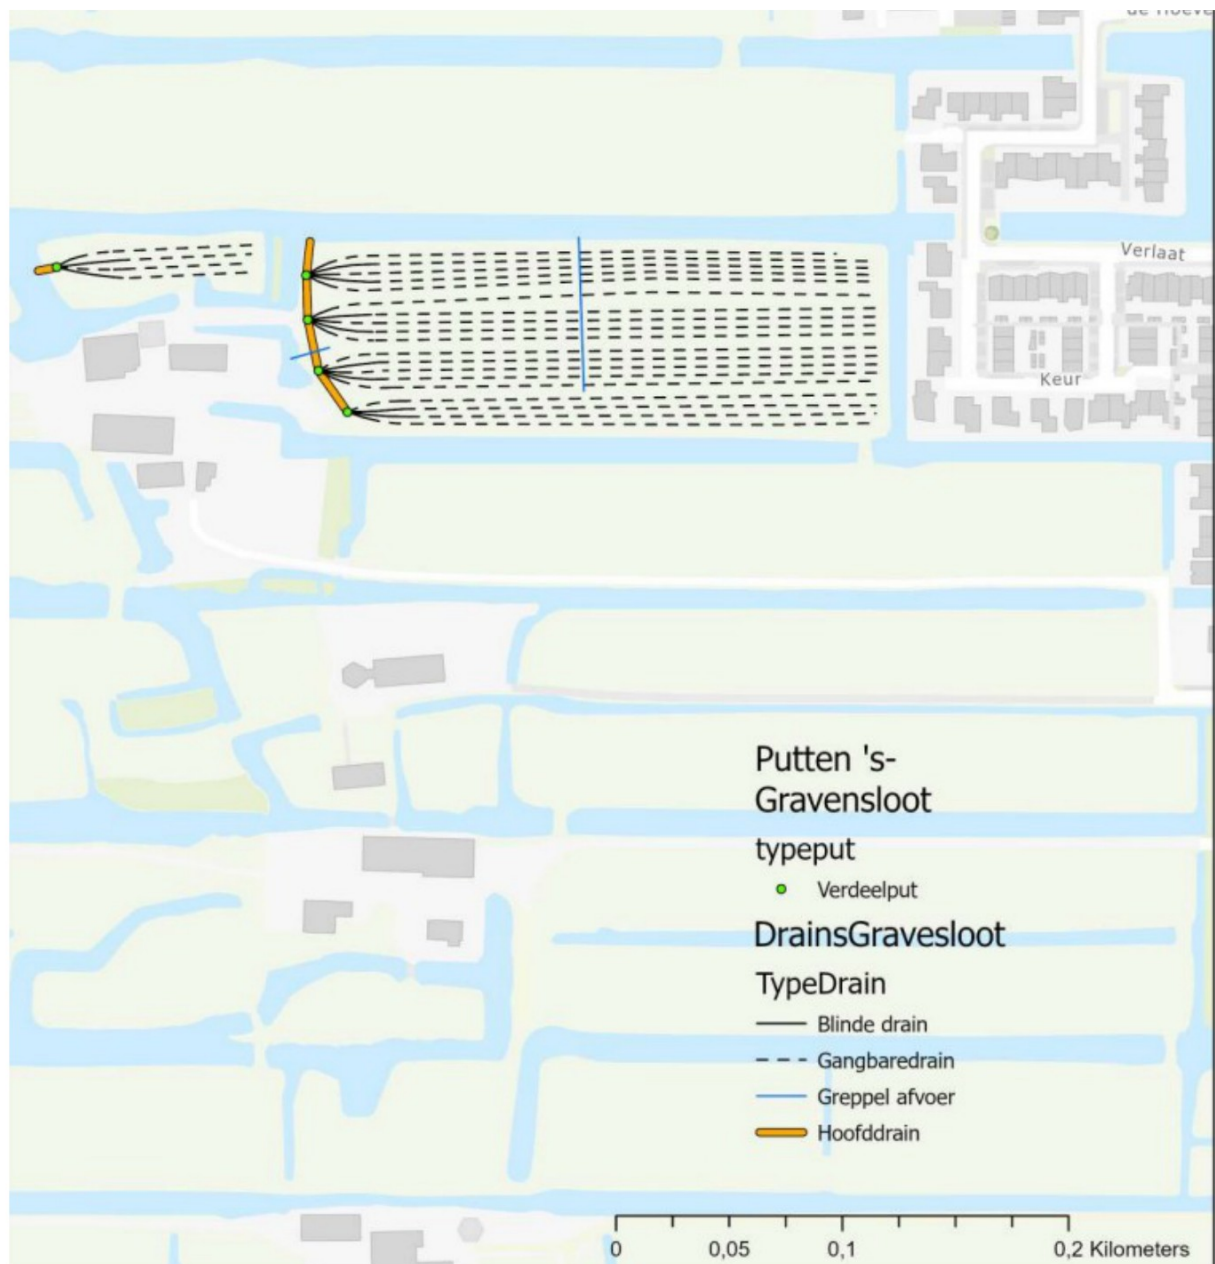 Verlaat
Keur
Putten 's-
Gravensloot
typeput
Verdeelput
DrainsGravesloot
TypeDrain
Blinde drain
Gangbaredrain
Greppel afvoer
Hoofddrain
0 0,05 0,1 0,2 Kilometers